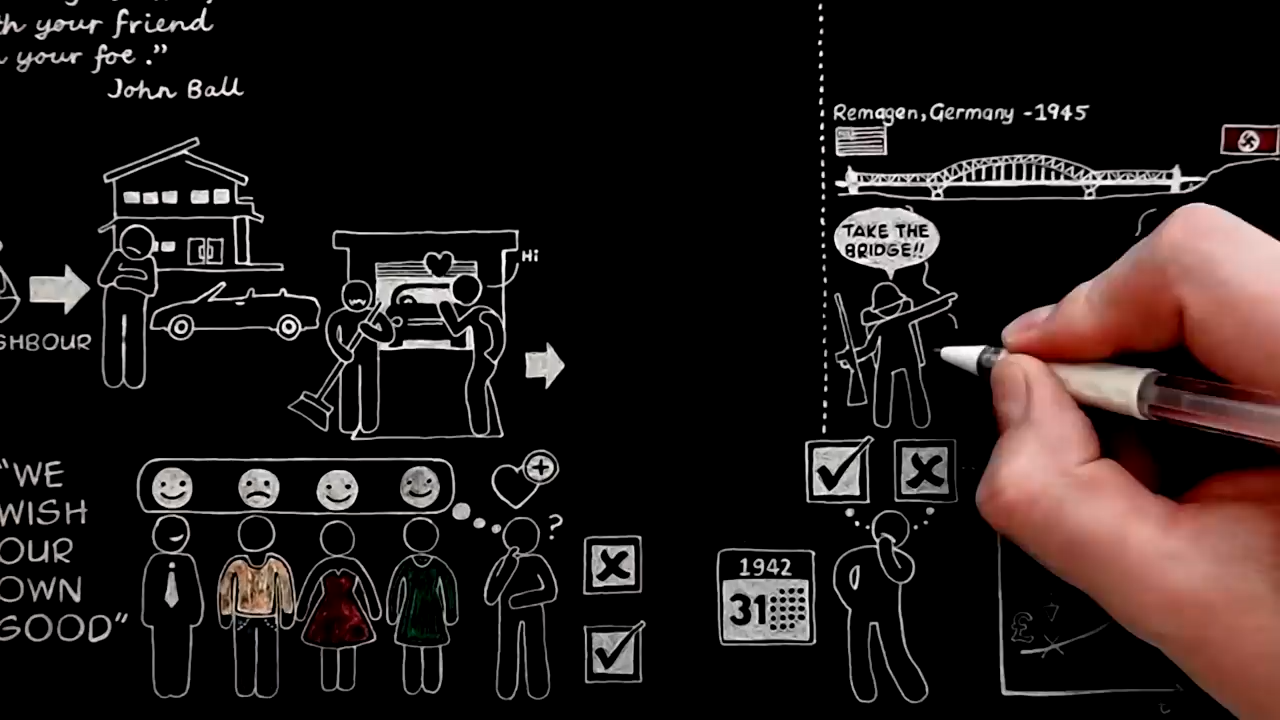 th your friend
your foe."
John Ball
Remagen, Germany -1945
TAKE THE
BRIDGE!!
Hi
GHBOUR
"WE
WISH
OUR
OWN
GOOD"
?
1942
31
£